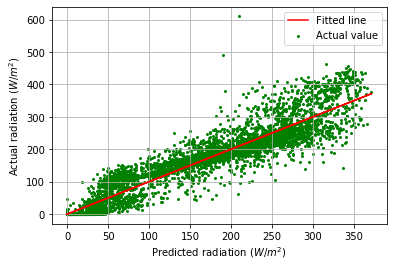 600
500
400
300
200
100
0
Actual radiation (W/m²)
Fitted line
Actual value
0 50 100 150 200 250 300 350
Predicted radiation (W/m²)